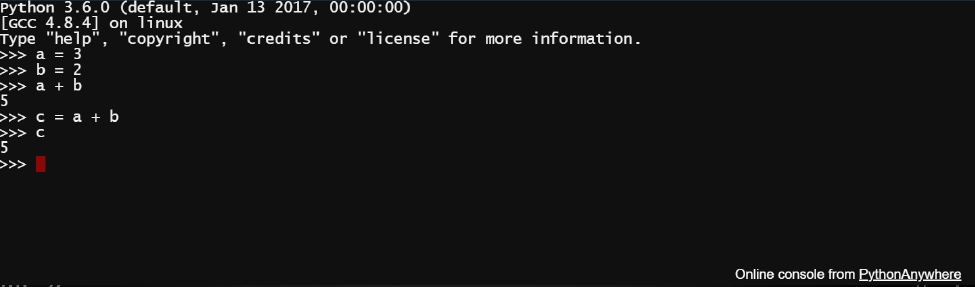 Python 3.6.0 (default, Jan 13 2017, 00:00:00)
[GCC 4.8.4] on linux
Type "help", "copyright", "credits" or "license" for more information.
>>> a = 3
>>> b = 2
>>> a + b
5
>>> c = a + b
>>> c
5
>>>
Online console from PythonAnywhere